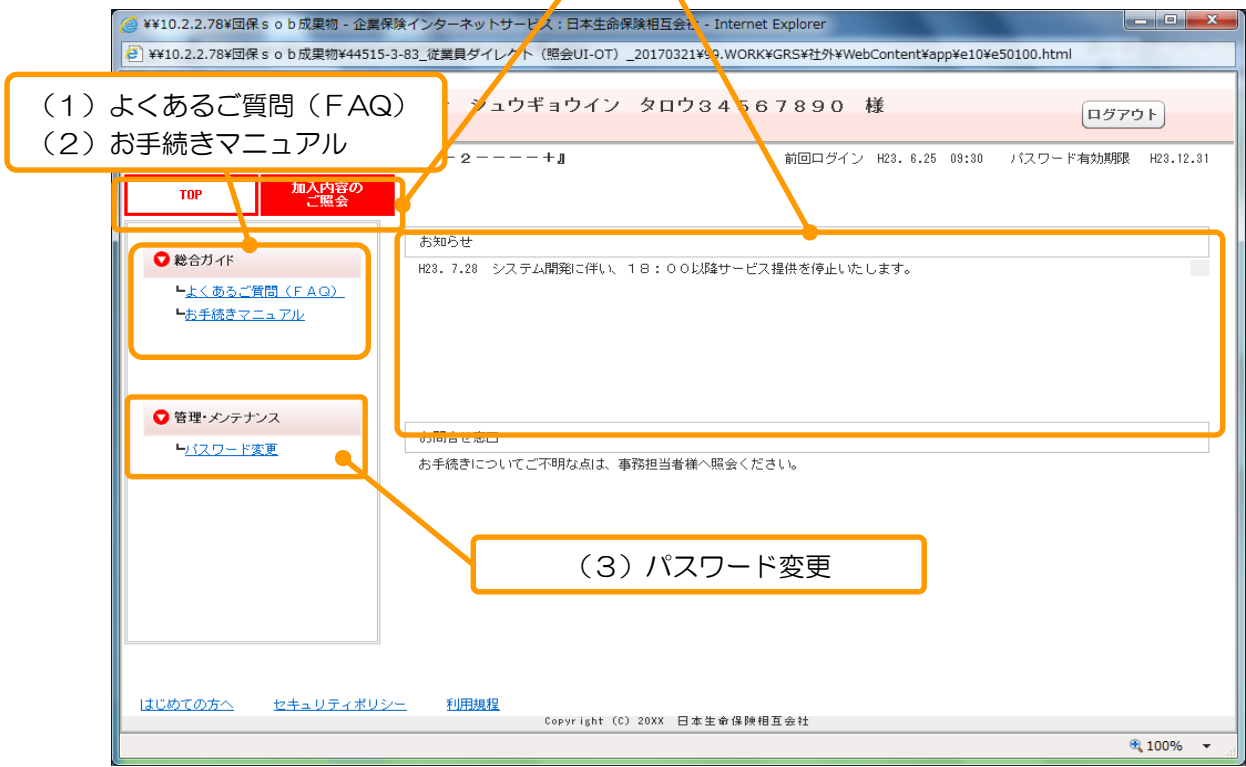 ¥¥10.2.2.78¥団保ｓｏｂ成果物 - 企業保険インターネットサービス：日本生命保険相互会社 - Internet Explorer
¥¥10.2.2.78¥団保ｓｏｂ成果物¥44515-3-83_従業員ダイレクト（照会UI-OT）_20170321¥99.WORK¥GRS¥社外¥WebContent¥app¥e10¥e50100.html
（１）よくあるご質問（ＦＡＱ）
（２）お手続きマニュアル
シュウギョウイン　タロウ３４５６７８９０　様
ログアウト
－２－－－－＋』
前回ログイン　H23. 6.25　09:30　パスワード有効期限　H23.12.31
TOP
加入内容の
ご照会
お知らせ
総合ガイド
H23. 7.28　システム開発に伴い、１８：００以降サービス提供を停止いたします。
よくあるご質問（ＦＡＱ）
お手続きマニュアル
管理・メンテナンス
お問合せ窓口
パスワード変更
お手続きについてご不明な点は、事務担当者様へ照会ください。
（３）パスワード変更
はじめての方へ　セキュリティポリシー　利用規程
Copyright (C) 20XX　日本生命保険相互会社
100%